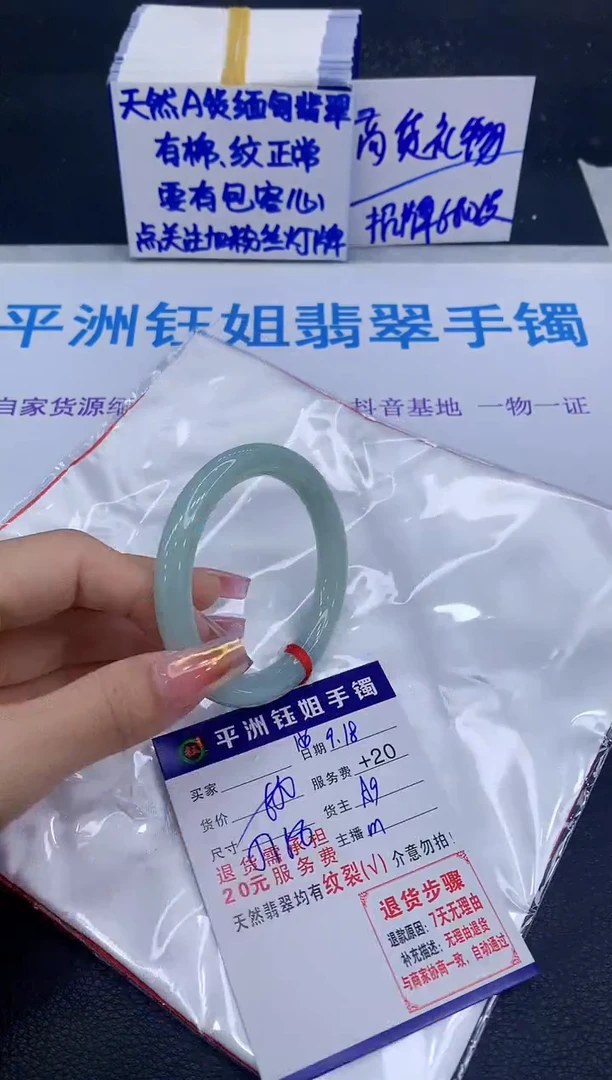 天然A货缅甸翡翠
有棉、纹正常
要有包容心
点关注加粉丝灯牌
商货礼物
平洲钰姐翡翠手镯
自家货源
抖音基地 一物一证
平洲钰姐手镯
日期 9.18
买家
服务费 +20
货价
货主 A9
尺寸
主播 m
退货需承担
20元服务费
天然翡翠均有纹裂(√) 介意勿拍!
退货步骤
退款原因: 7天无理由
补充描述: 无理由退货
与商家协商一致, 自动通过